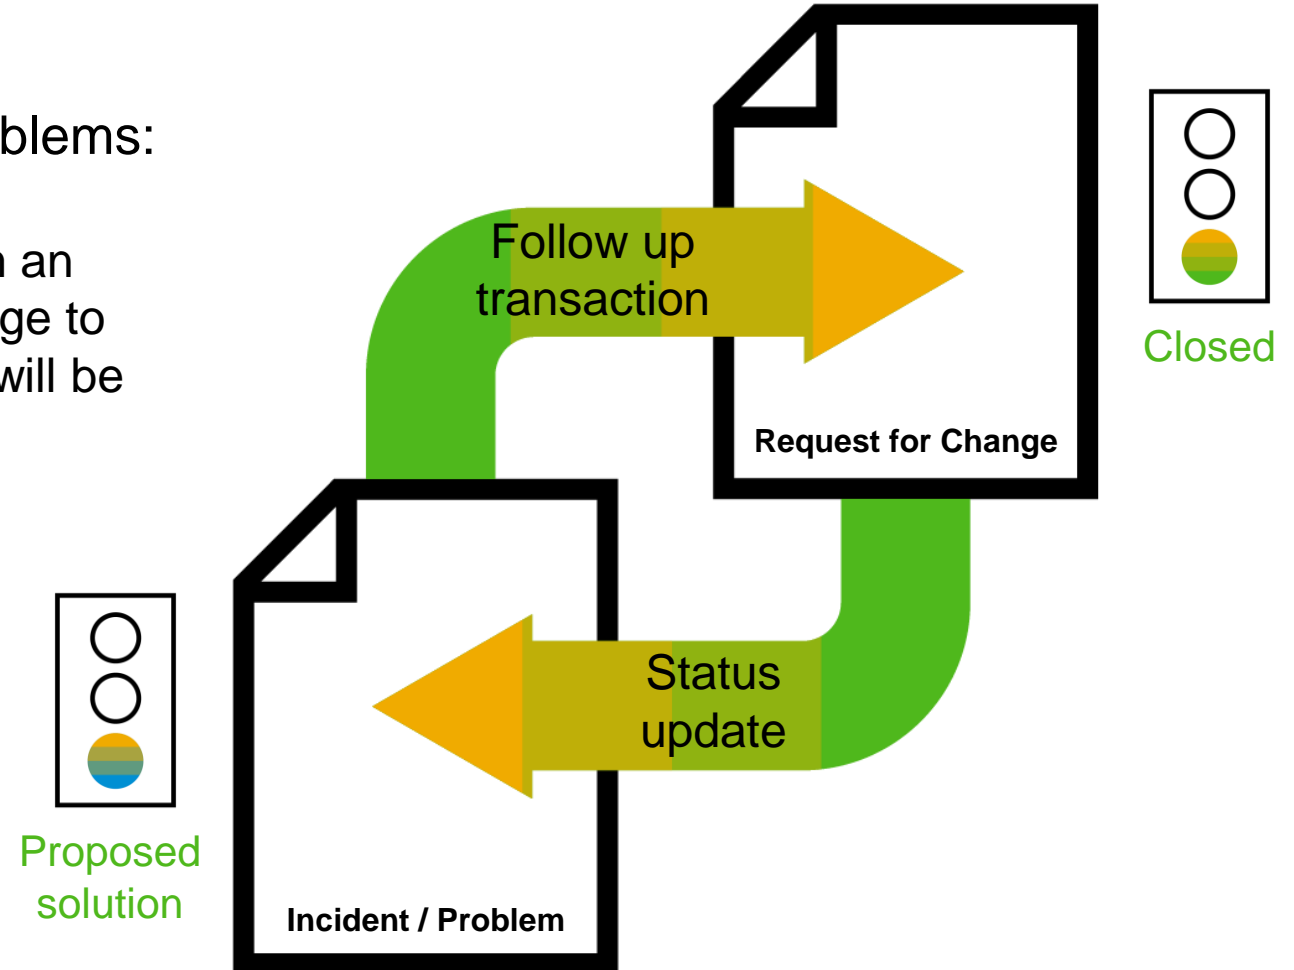 blems:
an
ge to
will be
Follow up
transaction
Closed
Request for Change
Status
update
Proposed
solution
Incident / Problem